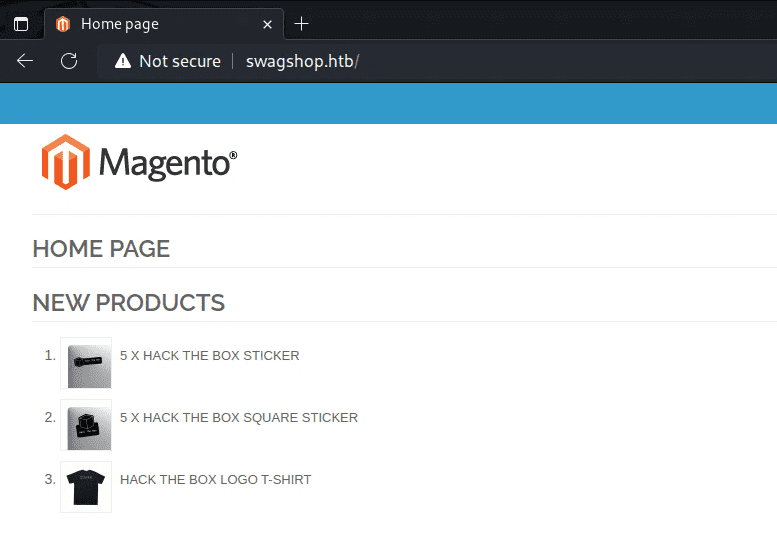 Home page
Not secure swagshop.htb/
Magento®
HOME PAGE
NEW PRODUCTS
1. 5 X HACK THE BOX STICKER
2. 5 X HACK THE BOX SQUARE STICKER
3. HACK THE BOX LOGO T-SHIRT